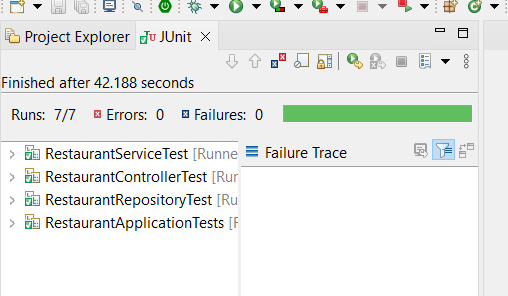 Project Explorer JUnit
Finished after 42.188 seconds
Runs: 7/7 Errors: 0 Failures: 0
RestaurantServiceTest [Runne
RestaurantControllerTest [Run
RestaurantRepositoryTest [Ru
RestaurantApplicationTests [R
Failure Trace